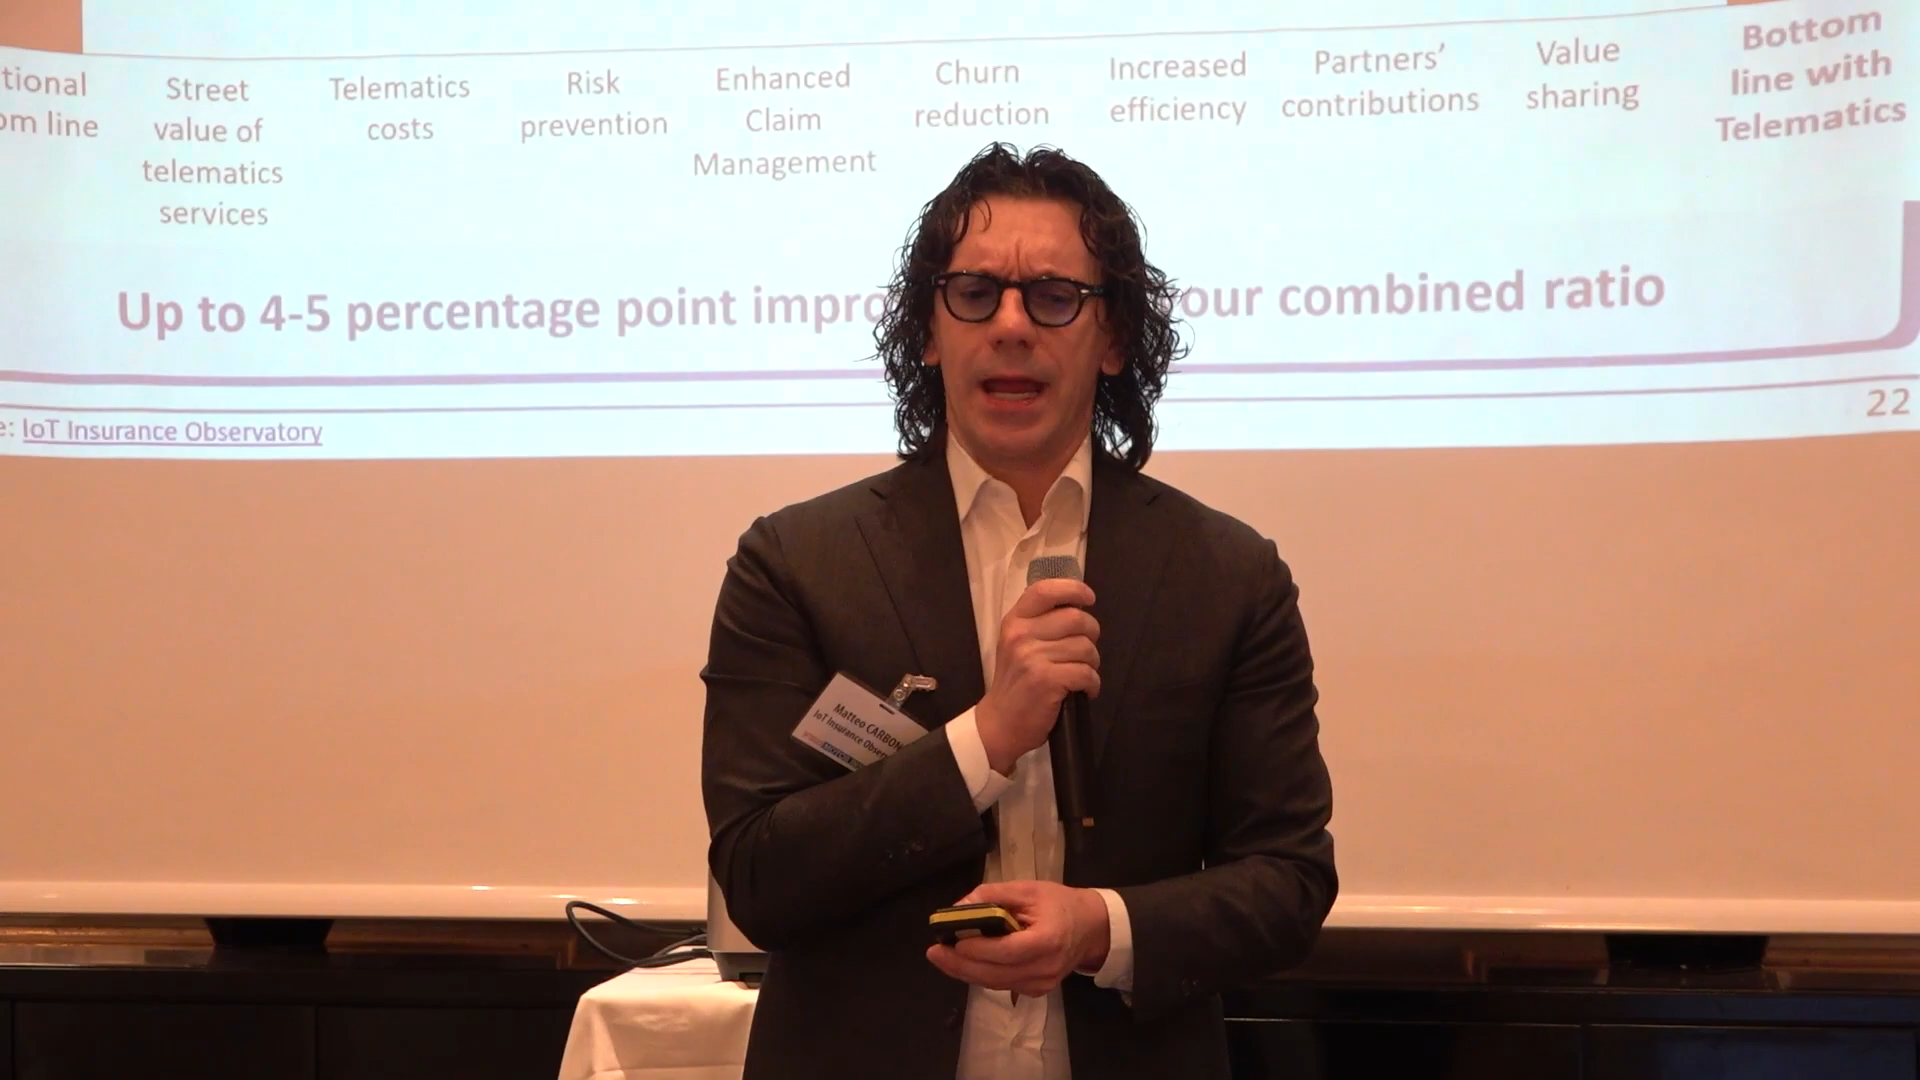 tional
om line
Street
value of
telematics
services
Telematics
costs
Risk
prevention
Enhanced
Claim
Management
Churn
reduction
Increased
efficiency
Partners'
contributions
Value
sharing
Bottom
line with
Telematics
Up to 4-5 percentage point impro our combined ratio
e: IoT Insurance Observatory
22
Matteo CARBON
IoT Insurance Observ
MOTOR